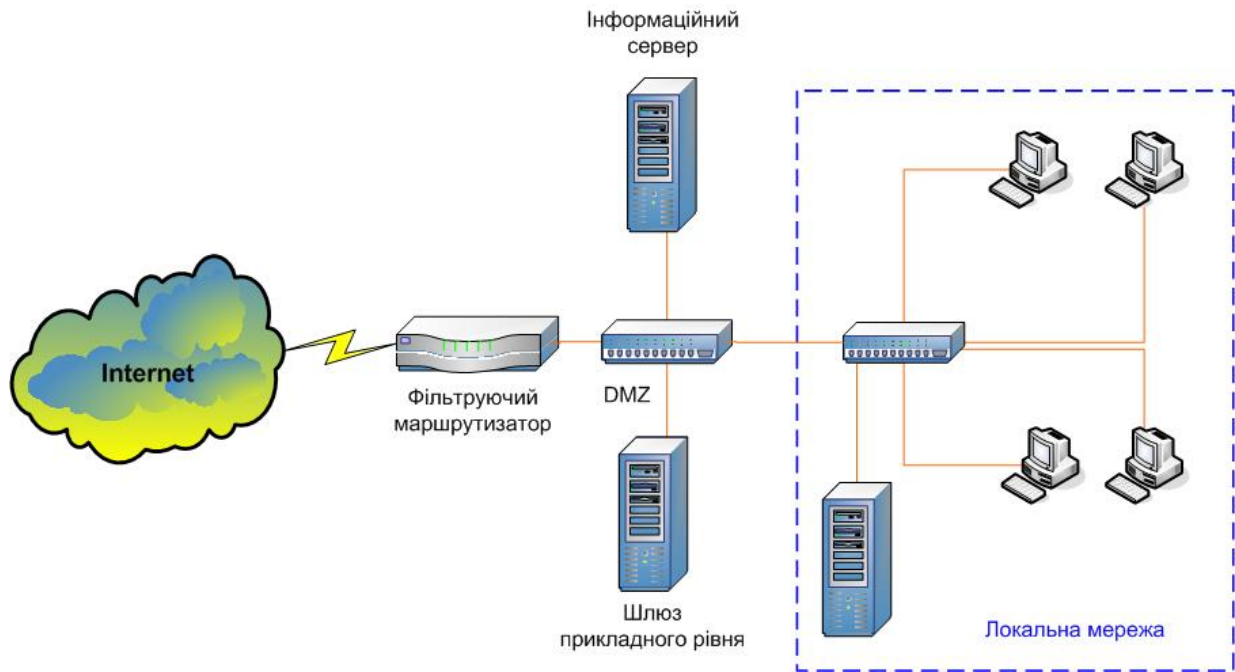 Інформаційний
сервер
Internet
Фільтруючий
маршрутизатор
DMZ
Шлюз
прикладного рівня
Локальна мережа